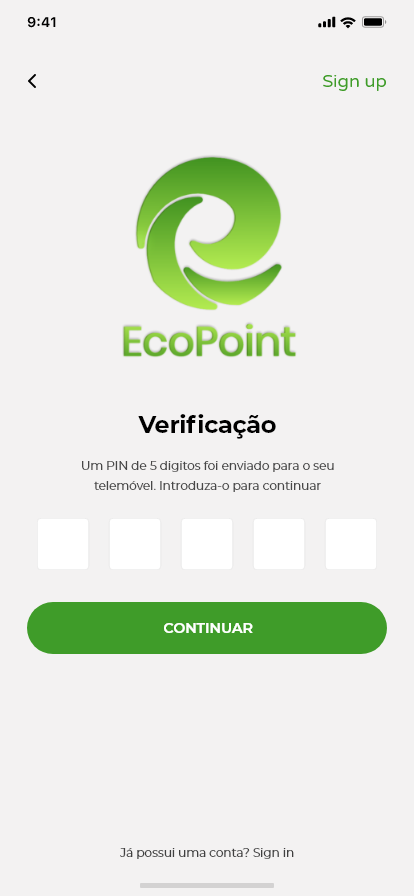 9:41
Sign up
EcoPoint
Verificação
Um PIN de 5 digitos foi enviado para o seu
telemóvel. Introduza-o para continuar
CONTINUAR
Já possui uma conta? Sign in